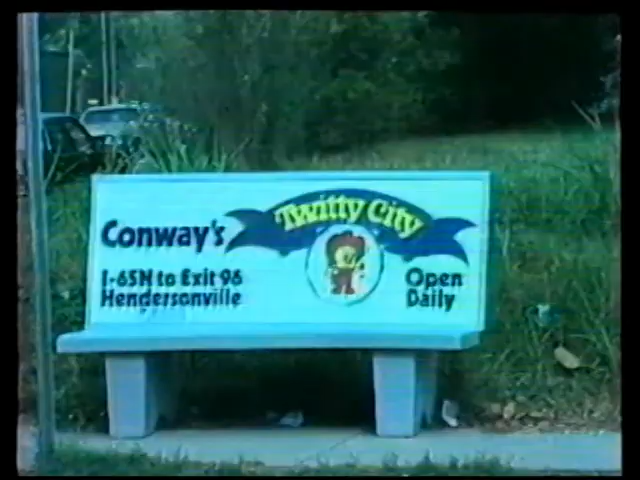 Twitty City
Conway's
I-65N to Exit 96
Hendersonville
Open
Daily